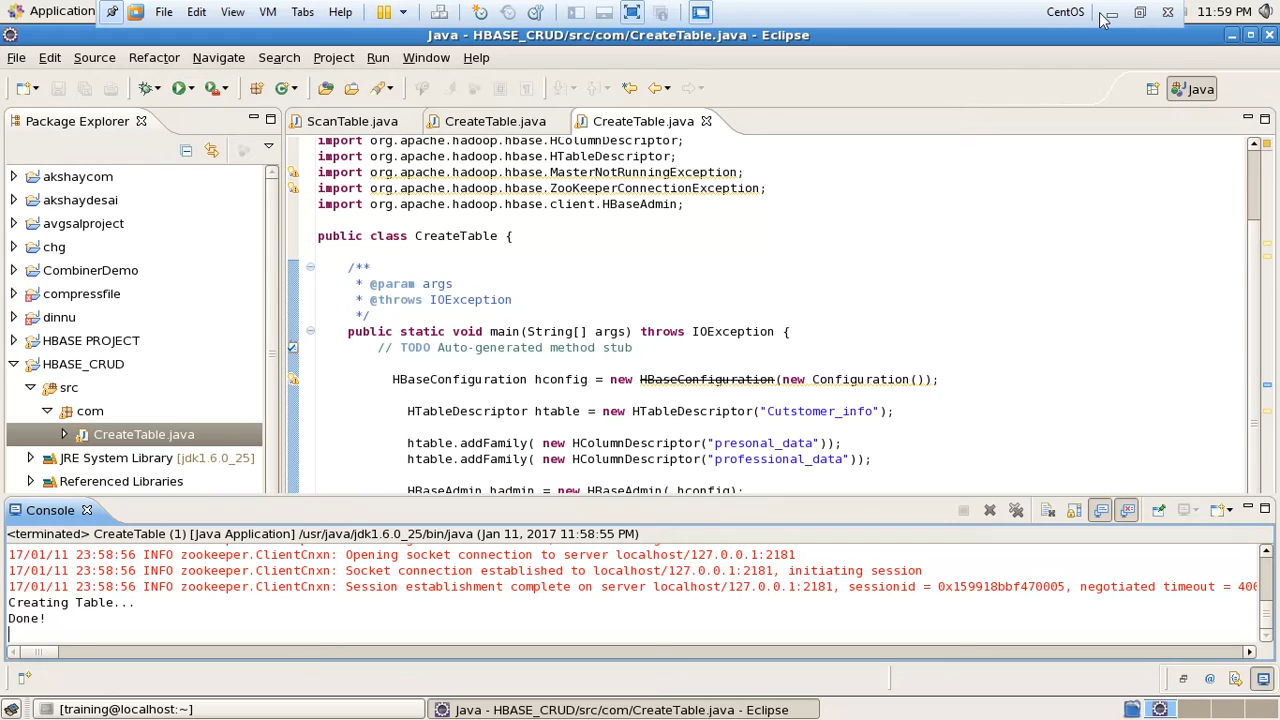 Application File Edit View VM Tabs Help CentOS 11:59 PM
Java - HBASE_CRUD/src/com/CreateTable.java - Eclipse
File Edit Source Refactor Navigate Search Project Run Window Help
Java
Package Explorer
ScanTable.java CreateTable.java CreateTable.java
akshaycom
akshaydesai
avgsalproject
chg
CombinerDemo
compressfile
dinnu
HBASE PROJECT
HBASE_CRUD
src
com
CreateTable.java
JRE System Library [jdk1.6.0_25]
Referenced Libraries
import org.apache.hadoop.hbase.HColumnDescriptor;
import org.apache.hadoop.hbase.HTableDescriptor;
import org.apache.hadoop.hbase.MasterNotRunningException;
import org.apache.hadoop.hbase.ZooKeeperConnectionException;
import org.apache.hadoop.hbase.client.HBaseAdmin;
public class CreateTable {
/**
* @param args
* @throws IOException
*/
public static void main(String[] args) throws IOException {
// TODO Auto-generated method stub
HBaseConfiguration hconfig = new HBaseConfiguration(new Configuration());
HTableDescriptor htable = new HTableDescriptor("Cutstomer_info");
htable.addFamily( new HColumnDescriptor("presonal_data"));
htable.addFamily( new HColumnDescriptor("professional_data"));
HBaseAdmin hadmin = new HBaseAdmin( hconfig);
Console
<terminated> CreateTable (1) [Java Application] /usr/java/jdk1.6.0_25/bin/java (Jan 11, 2017 11:58:55 PM)
17/01/11 23:58:56 INFO zookeeper.ClientCnxn: Opening socket connection to server localhost/127.0.0.1:2181
17/01/11 23:58:56 INFO zookeeper.ClientCnxn: Socket connection established to localhost/127.0.0.1:2181, initiating session
17/01/11 23:58:56 INFO zookeeper.ClientCnxn: Session establishment complete on server localhost/127.0.0.1:2181, sessionid = 0x159918bbf470005, negotiated timeout = 400
Creating Table...
Done!
[training@localhost:~] Java - HBASE_CRUD/src/com/CreateTable.java - Eclipse